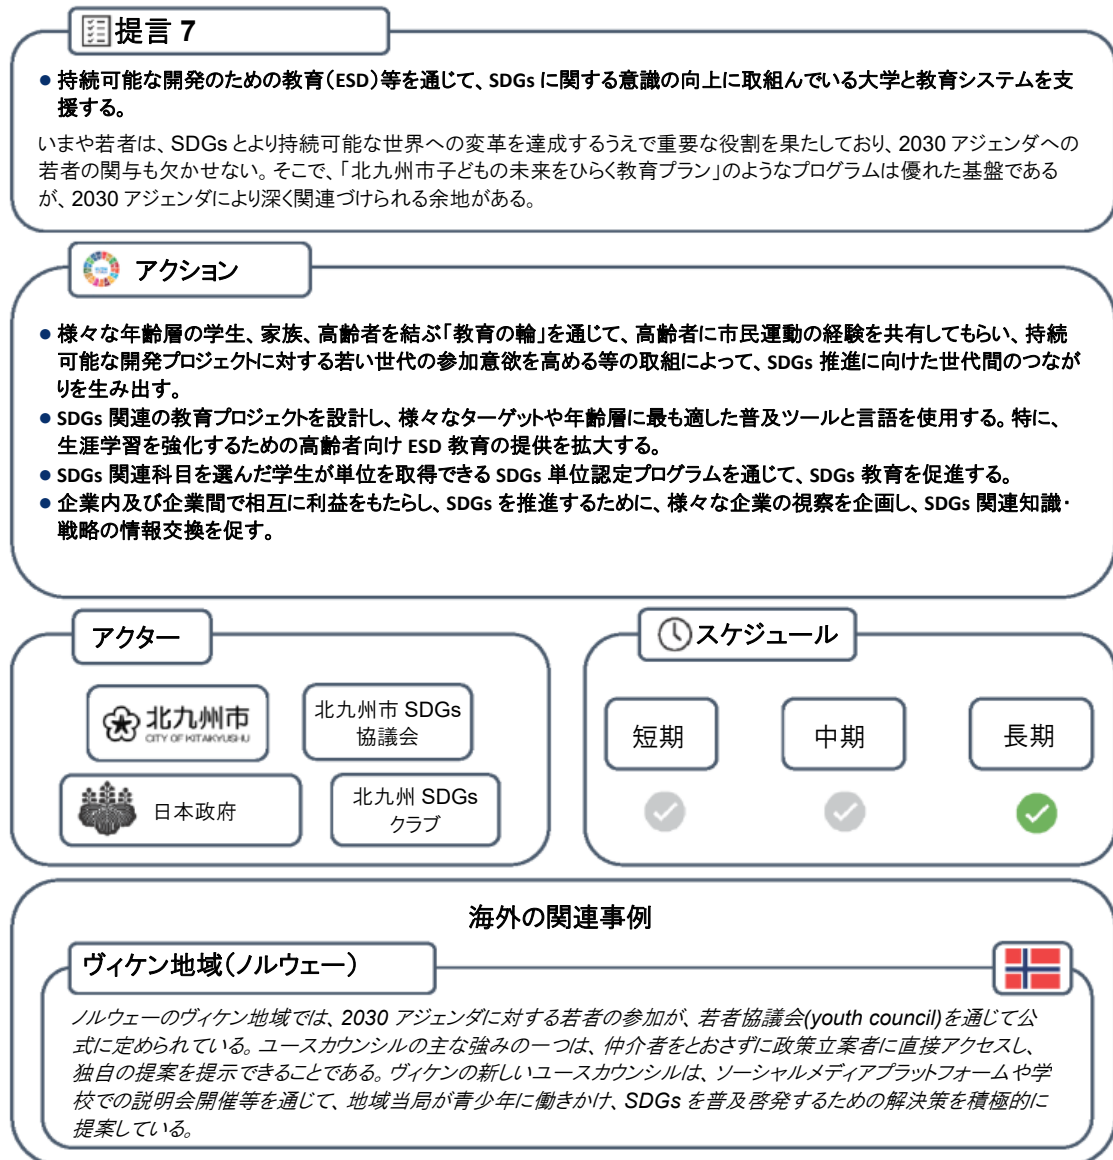 提言 7
● 持続可能な開発のための教育(ESD)等を通じて、SDGs に関する意識の向上に取組んでいる大学と教育システムを支
援する。
いまや若者は、SDGs とより持続可能な世界への変革を達成するうえで重要な役割を果たしており、2030 アジェンダへの
若者の関与も欠かせない。そこで、「北九州市子どもの未来をひらく教育プラン」のようなプログラムは優れた基盤である
が、2030 アジェンダにより深く関連づけられる余地がある。
アクション
● 様々な年齢層の学生、家族、高齢者を結ぶ「教育の輪」を通じて、高齢者に市民運動の経験を共有してもらい、持続
可能な開発プロジェクトに対する若い世代の参加意欲を高める等の取組によって、SDGs 推進に向けた世代間のつなが
りを生み出す。
● SDGs 関連の教育プロジェクトを設計し、様々なターゲットや年齢層に最も適した普及ツールと言語を使用する。特に、
生涯学習を強化するための高齢者向け ESD 教育の提供を拡大する。
● SDGs 関連科目を選んだ学生が単位を取得できる SDGs 単位認定プログラムを通じて、SDGs 教育を促進する。
● 企業内及び企業間で相互に利益をもたらし、SDGs を推進するために、様々な企業の視察を企画し、SDGs 関連知識・
戦略の情報交換を促す。
アクター
北九州市
CITY OF KITAKYUSHU
北九州市 SDGs
協議会
日本政府
北九州 SDGs
クラブ
スケジュール
短期
中期
長期
海外の関連事例
ヴィケン地域(ノルウェー)
ノルウェーのヴィケン地域では、2030 アジェンダに対する若者の参加が、若者協議会(youth council)を通じて公
式に定められている。ユースカウンシルの主な強みの一つは、仲介者をとおさずに政策立案者に直接アクセスし、
独自の提案を提示できることである。ヴィケンの新しいユースカウンシルは、ソーシャルメディアプラットフォームや学
校での説明会開催等を通じて、地域当局が青少年に働きかけ、SDGs を普及啓発するための解決策を積極的に
提案している。